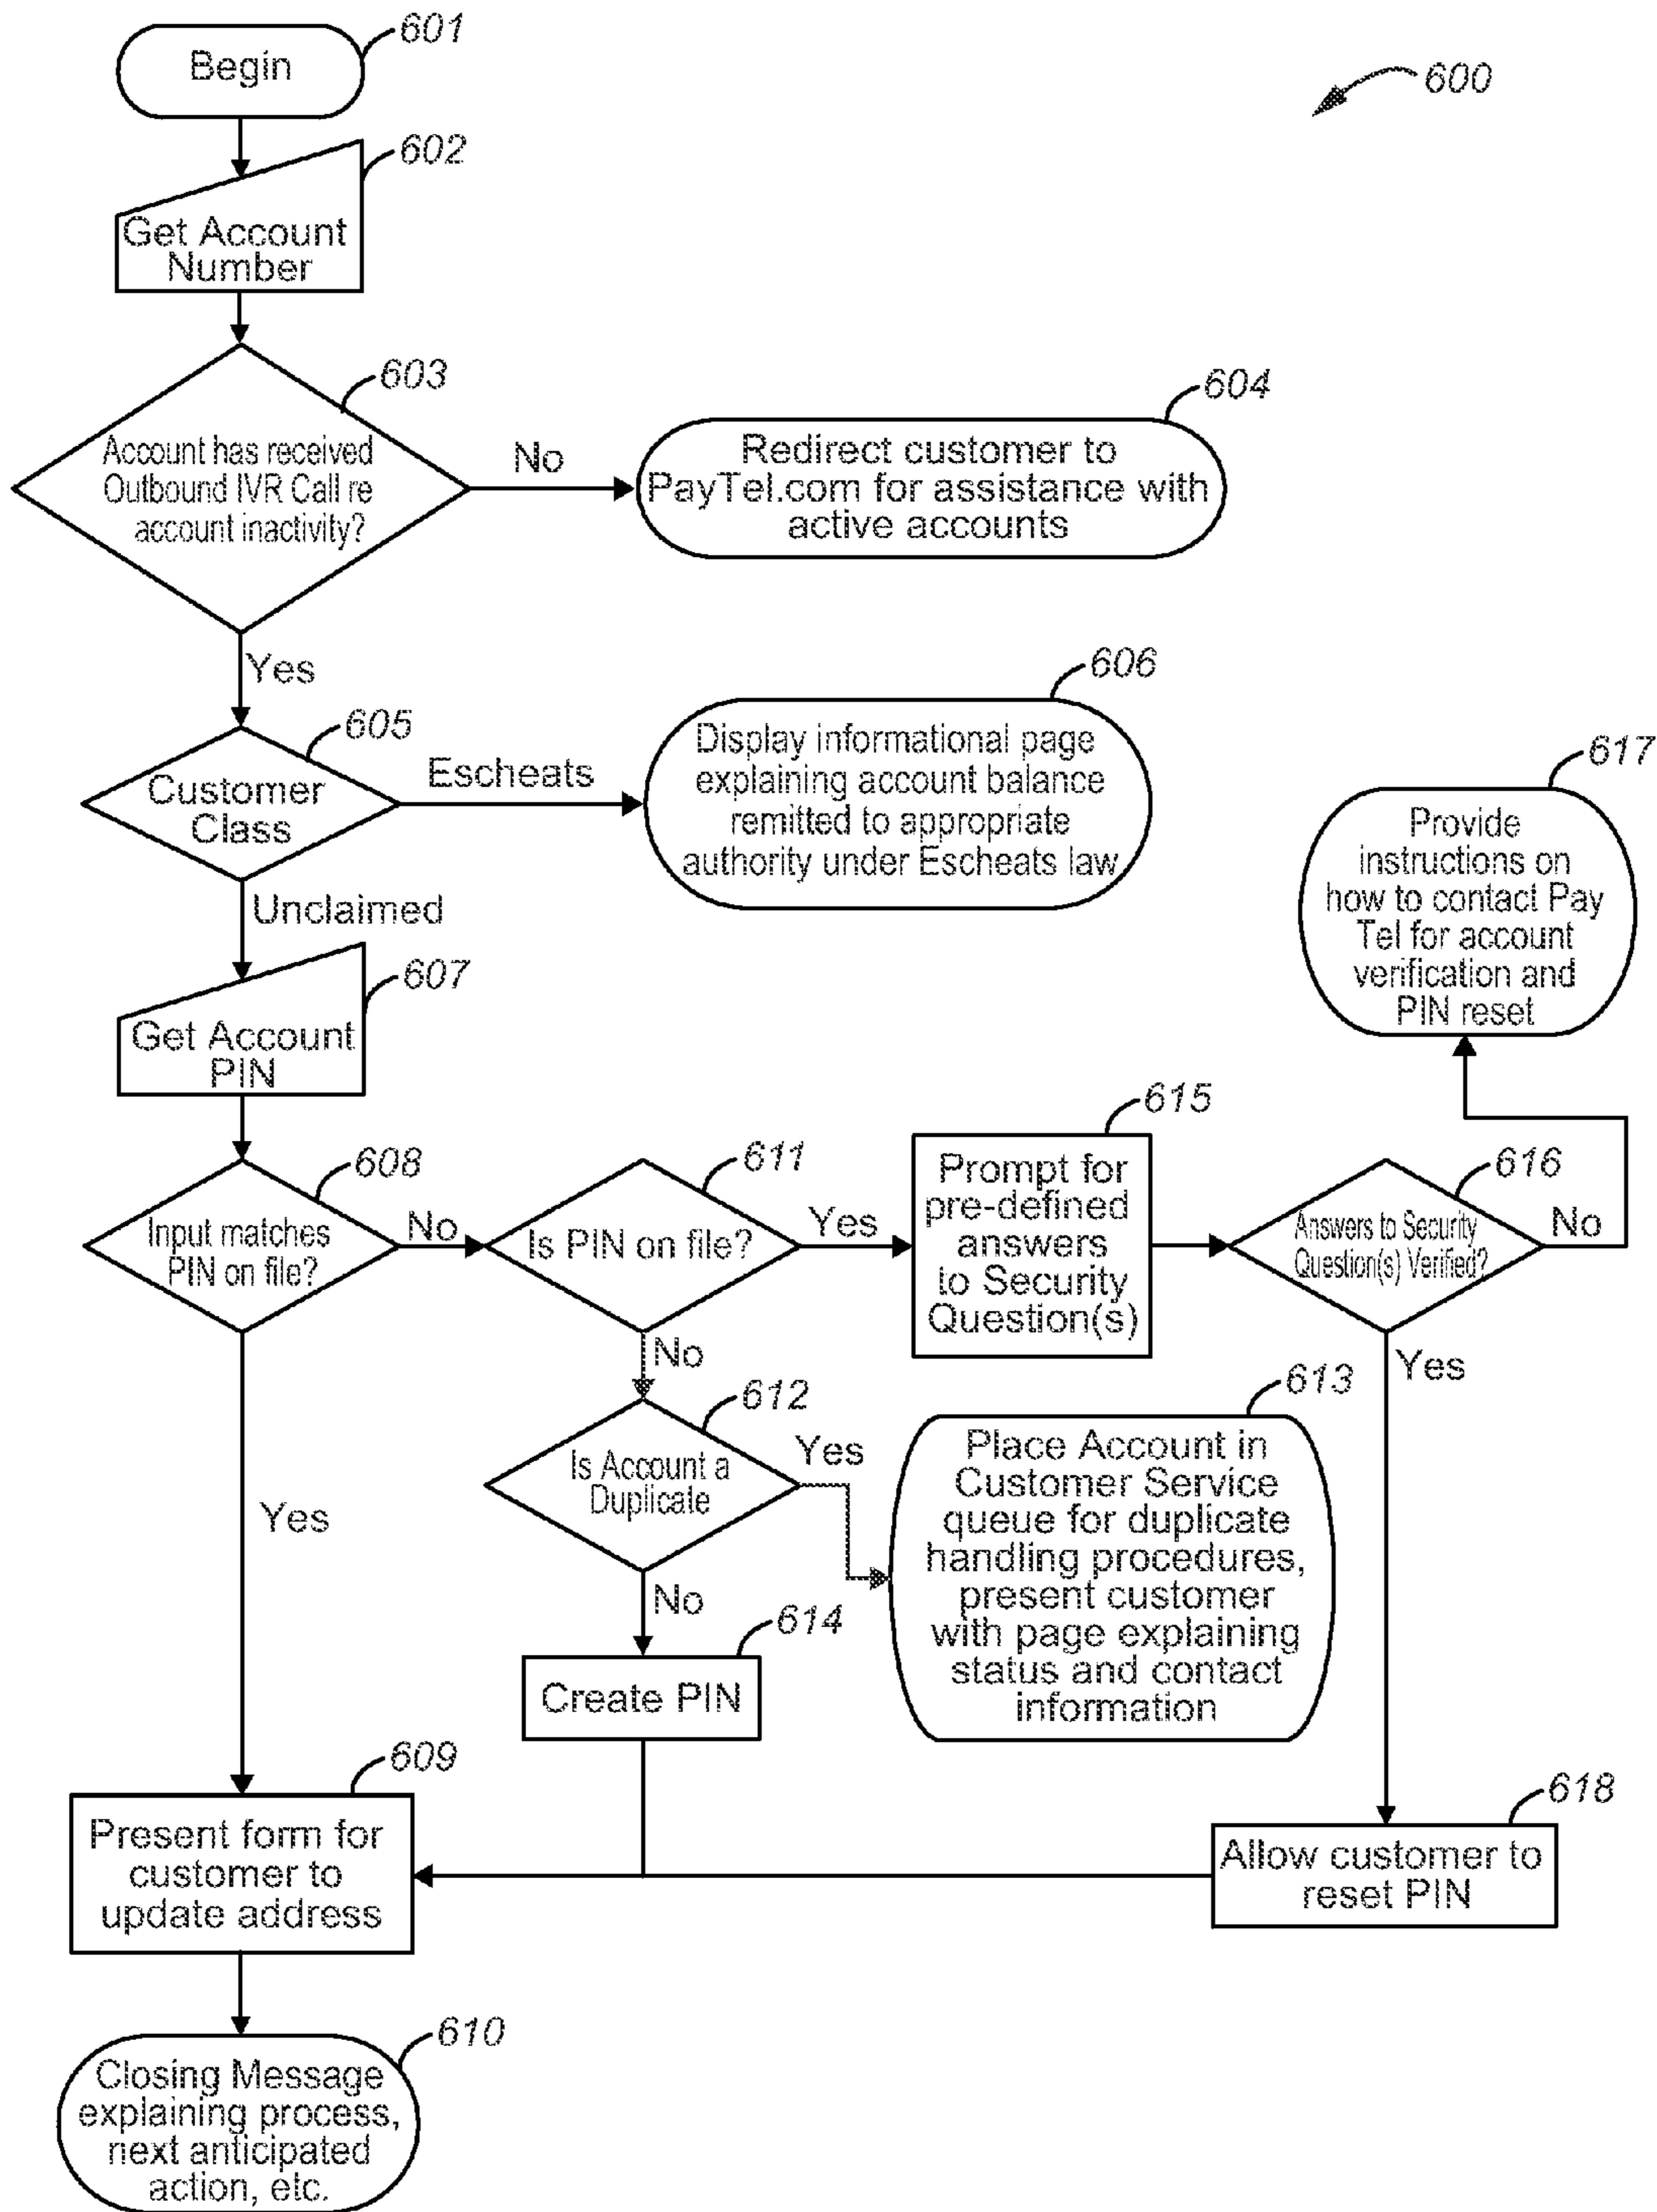 601
Begin
600
602
Get Account
Number
603
Account has received
Outbound IVR Call re
account inactivity?
No
604
Redirect customer to
PayTel.com for assistance with
active accounts
Yes
605
Customer
Class
Escheats
606
Display informational page
explaining account balance
remitted to appropriate
authority under Escheats law
617
Provide
instructions on
how to contact Pay
Tel for account
verification and
PIN reset
Unclaimed
607
Get Account
PIN
608
Input matches
PIN on file?
No
611
Is PIN on file?
Yes
615
Prompt for
pre-defined
answers
to Security
Question(s)
616
Answers to Security
Question(s) Verified?
No
No
Yes
612
Is Account a
Duplicate
Yes
613
Place Account in
Customer Service
queue for duplicate
handling procedures,
present customer
with page explaining
status and contact
information
Yes
No
614
Create PIN
609
Present form for
customer to
update address
618
Allow customer to
reset PIN
610
Closing Message
explaining process,
next anticipated
action, etc.